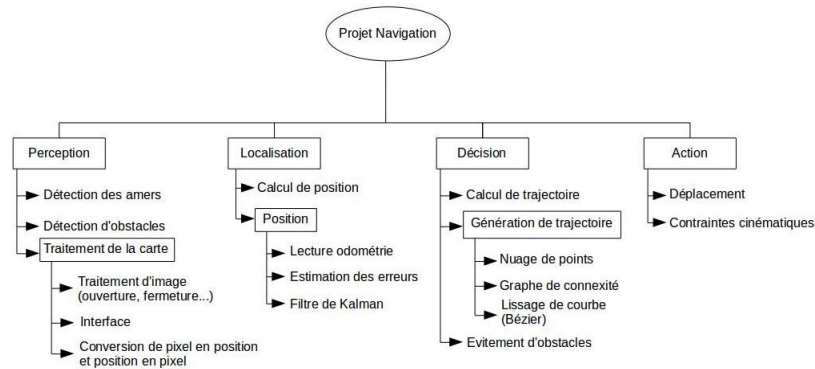 Projet Navigation
Perception
Détection des amers
Détection d'obstacles
Traitement de la carte
Traitement d'image
(ouverture, fermeture...)
Interface
Conversion de pixel en position
et position en pixel
Localisation
Calcul de position
Position
Lecture odométrie
Estimation des erreurs
Filtre de Kalman
Décision
Calcul de trajectoire
Génération de trajectoire
Nuage de points
Graphe de connexité
Lissage de courbe
(Bézier)
Evitement d'obstacles
Action
Déplacement
Contraintes cinématiques